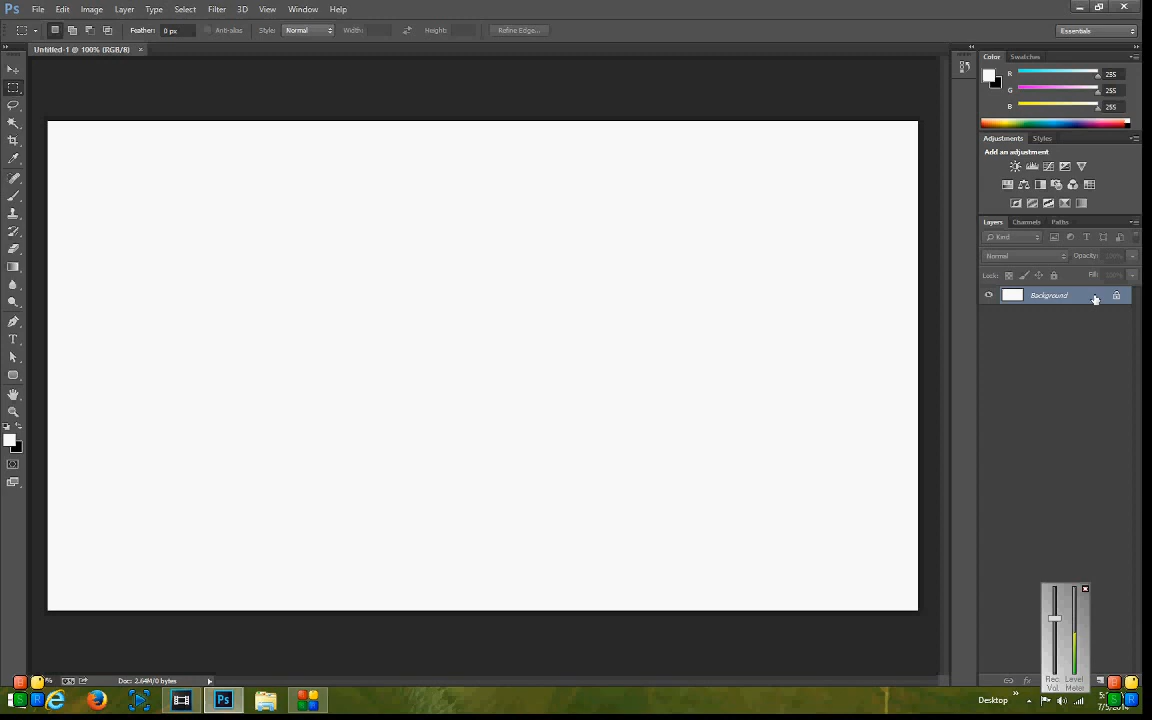 Ps File Edit Image Layer Type Select Filter 3D View Window Help
Feather: 0 px Anti-alias Style: Normal Width: Height: Refine Edge... Essentials
Untitled-1 @ 100% (RGB/8) ×
Color Swatches
R 255
G 255
B 255
Adjustments Styles
Add an adjustment
Layers Channels Paths
Kind
Normal Opacity: 100%
Lock: Fill: 100%
Background
Rec. Vol
Level Meter
Doc: 2.64M/0 bytes
Ps
Desktop